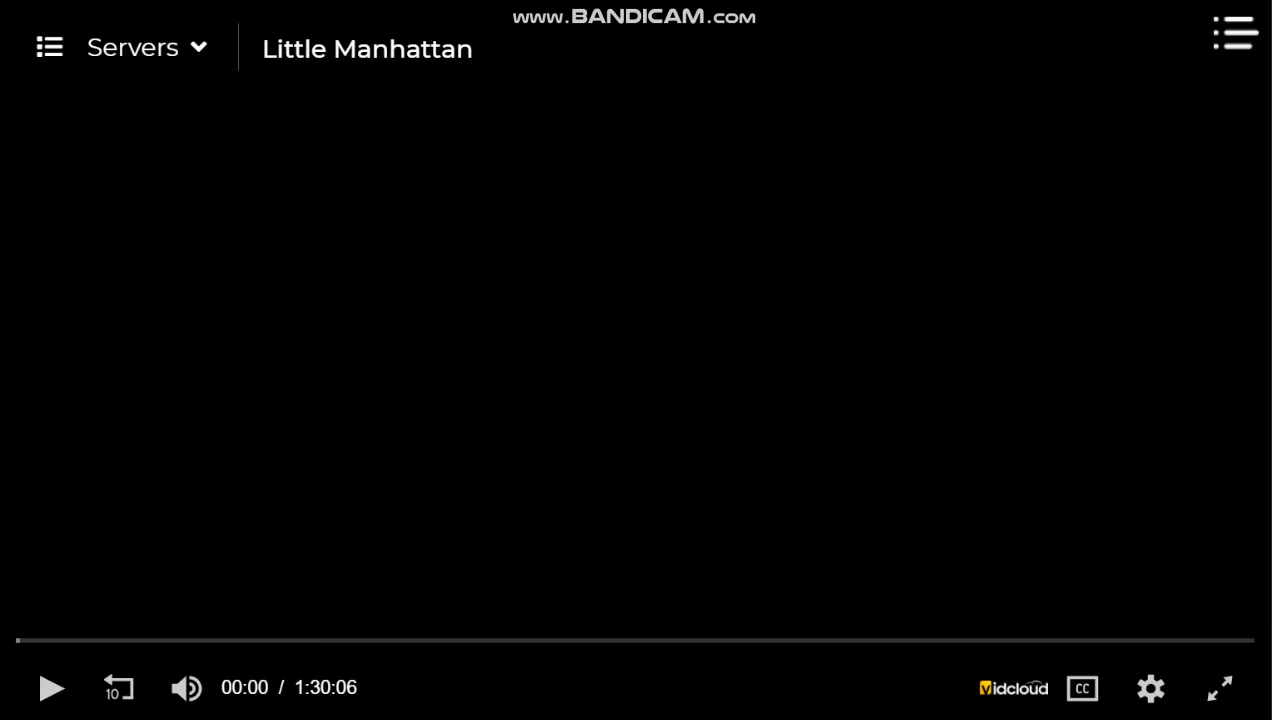 www.BANDICAM.com
Servers
Little Manhattan
10
00:00 / 1:30:06
Vidcloud
CC